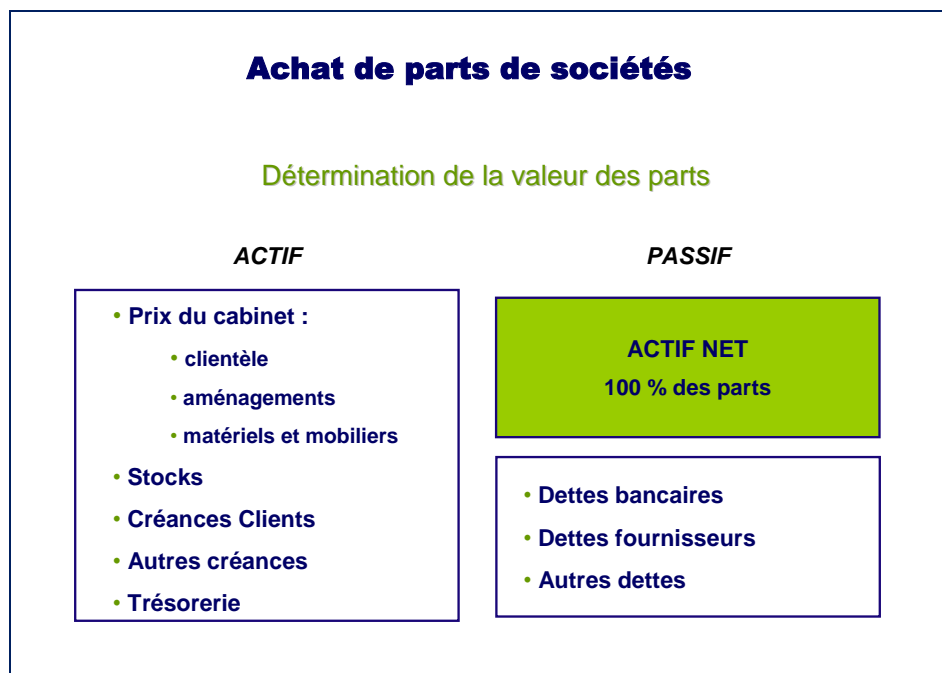 Achat de parts de sociétés
Détermination de la valeur des parts
ACTIF
• Prix du cabinet :
• clientèle
• aménagements
• matériels et mobiliers
• Stocks
• Créances Clients
• Autres créances
• Trésorerie
PASSIF
ACTIF NET
100 % des parts
• Dettes bancaires
• Dettes fournisseurs
• Autres dettes